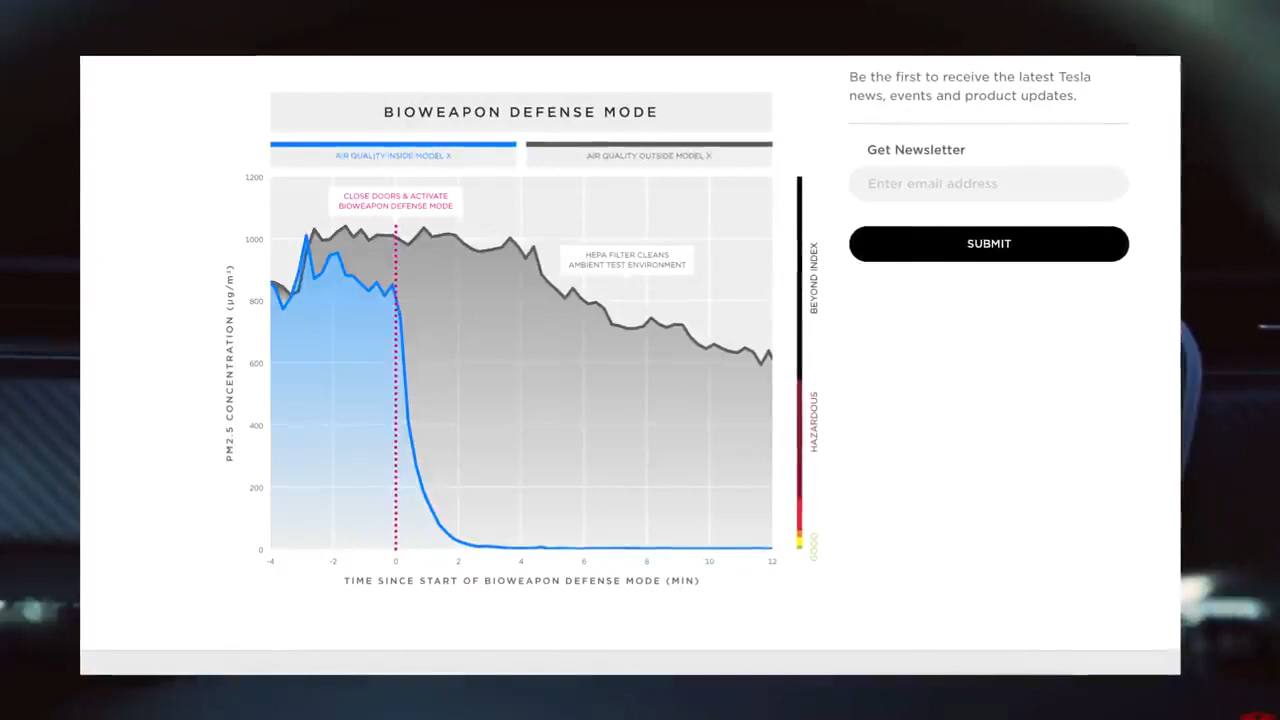 BIOWEAPON DEFENSE MODE
AIR QUALITY INSIDE MODEL X
AIR QUALITY OUTSIDE MODEL X
CLOSE DOORS & ACTIVATE
BIOWEAPON DEFENSE MODE
HEPA FILTER CLEANS
AMBIENT TEST ENVIRONMENT
PM2.5 CONCENTRATION (µg/m³)
1200
1000
800
600
400
200
0
-4 -2 0 2 4 6 8 10 12
TIME SINCE START OF BIOWEAPON DEFENSE MODE (MIN)
BEYOND INDEX
HAZARDOUS
GOOD
Be the first to receive the latest Tesla
news, events and product updates.
Get Newsletter
Enter email address
SUBMIT